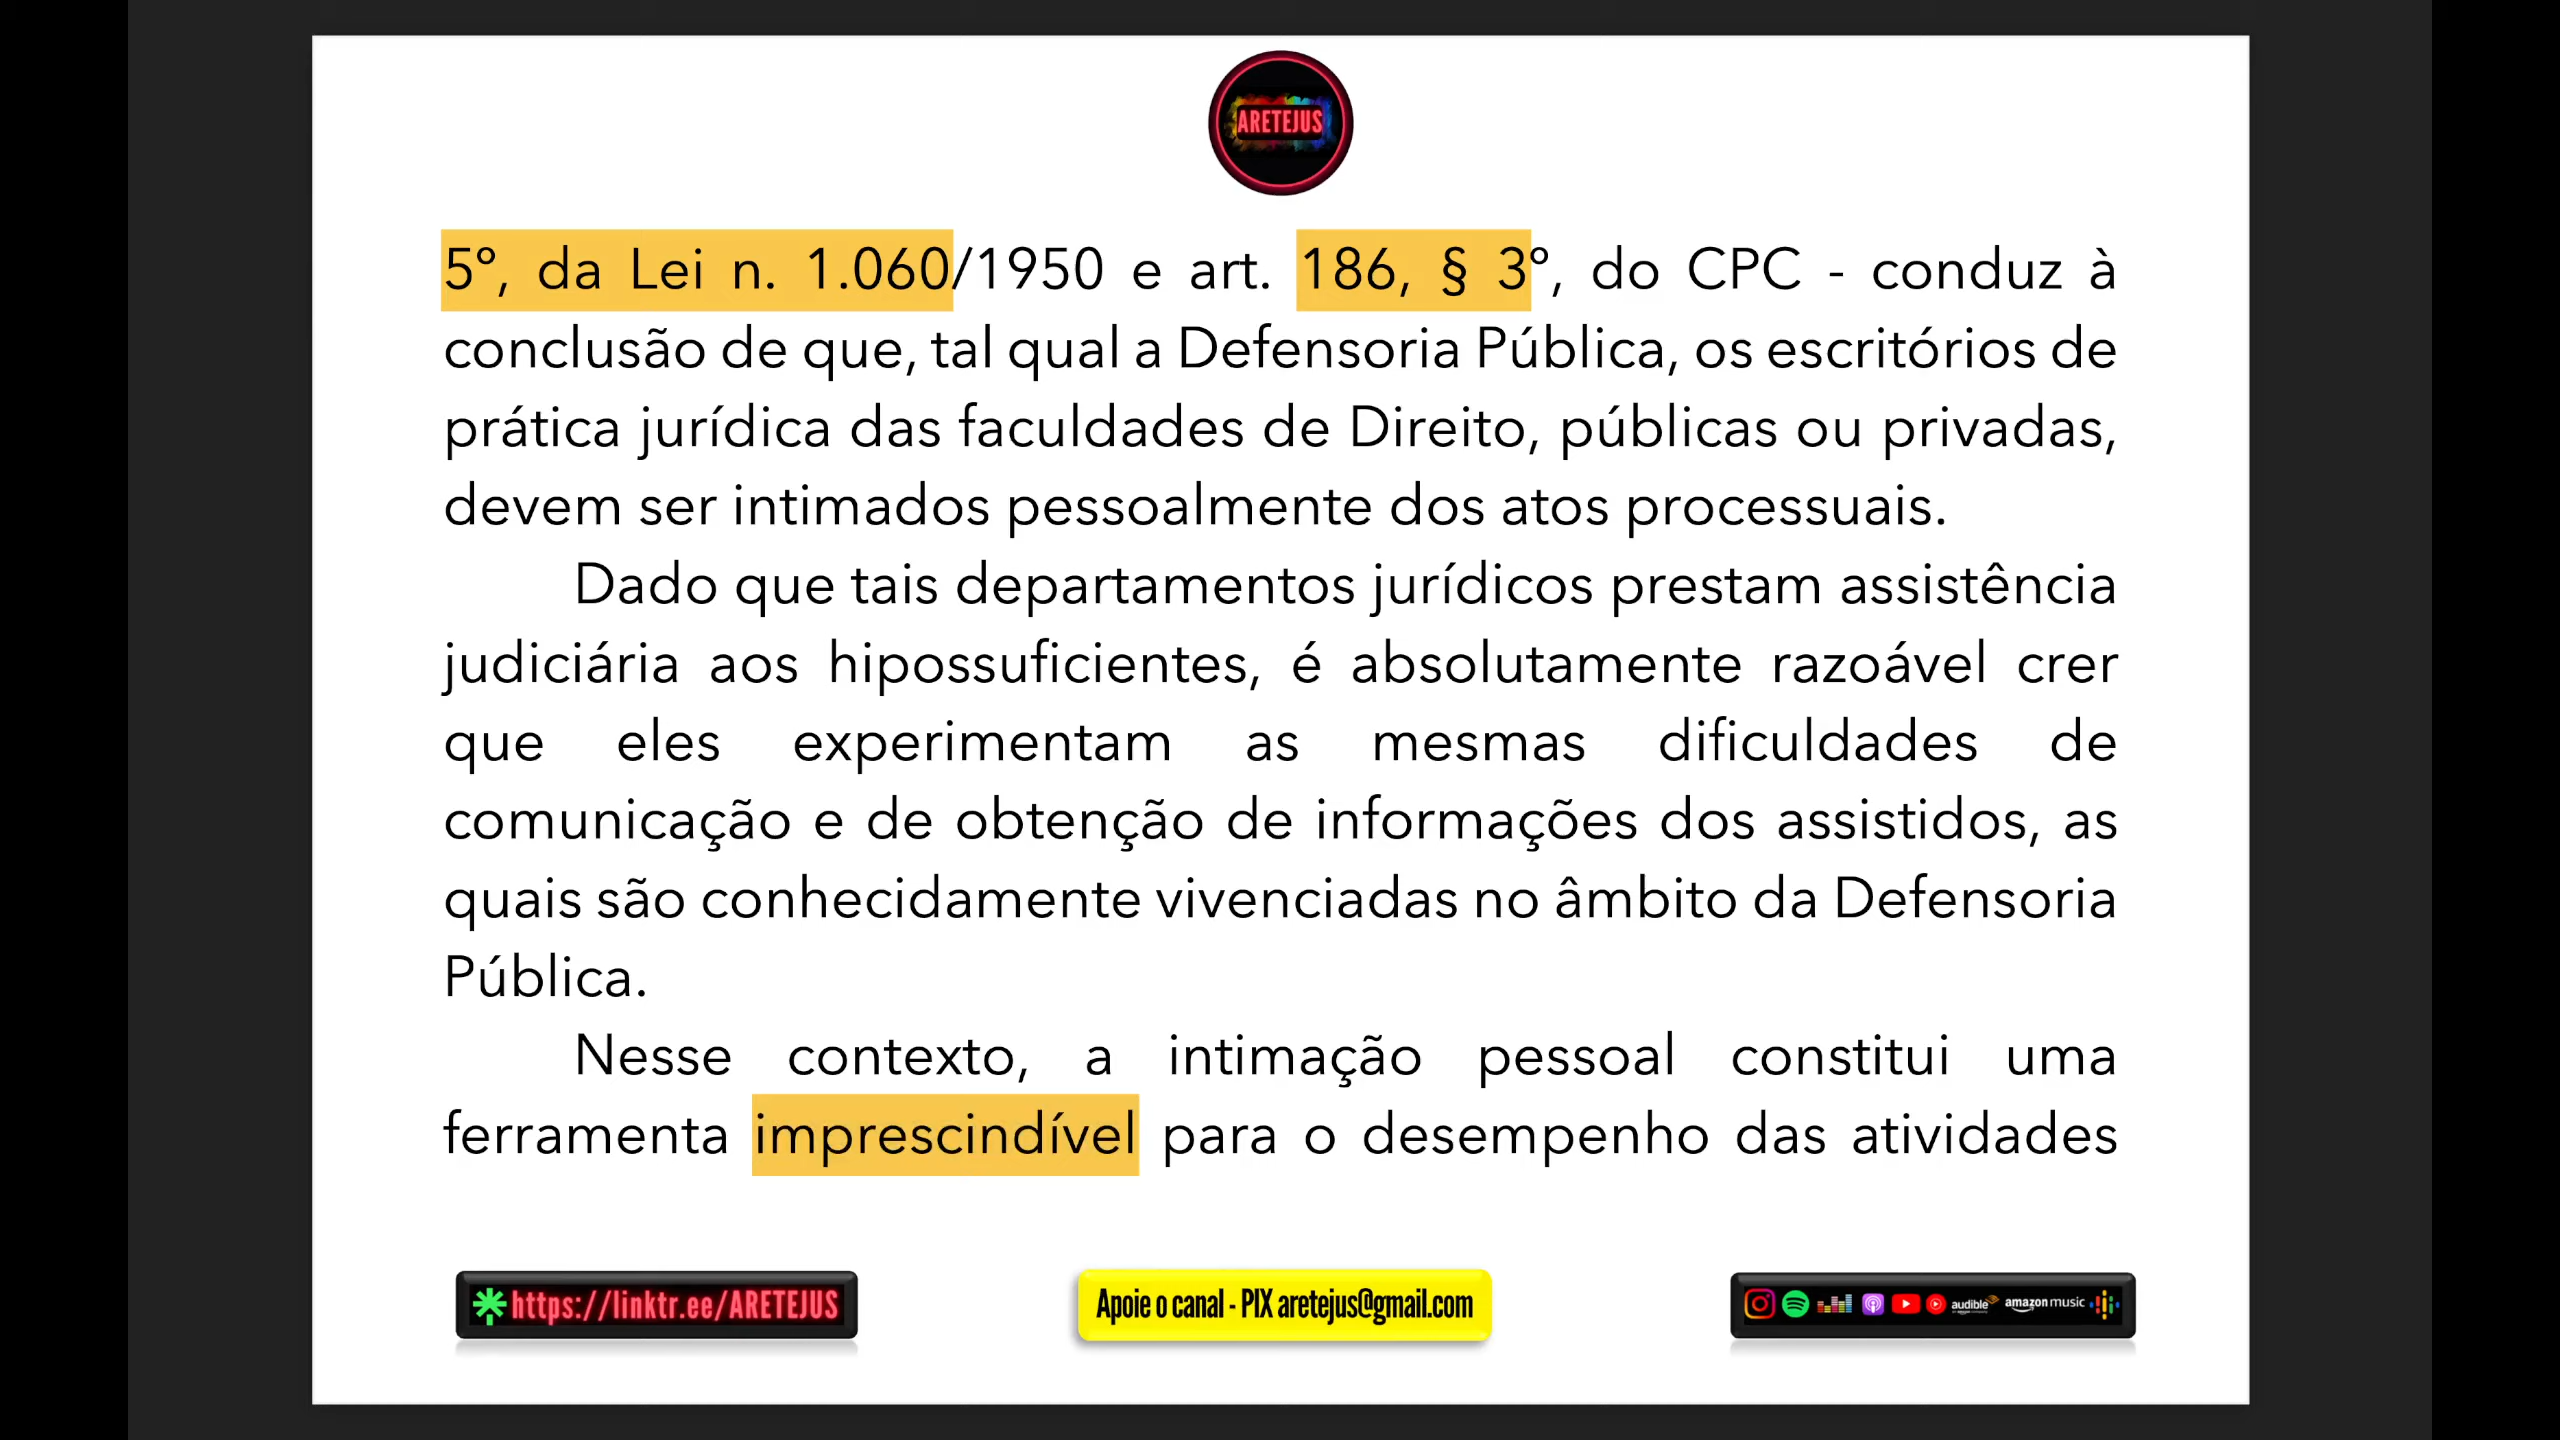 ARETEJUS
5º, da Lei n. 1.060/1950 e art. 186, § 3º, do CPC - conduz à
conclusão de que, tal qual a Defensoria Pública, os escritórios de
prática jurídica das faculdades de Direito, públicas ou privadas,
devem ser intimados pessoalmente dos atos processuais.
Dado que tais departamentos jurídicos prestam assistência
judiciária aos hipossuficientes, é absolutamente razoável crer
que eles experimentam as mesmas dificuldades de
comunicação e de obtenção de informações dos assistidos, as
quais são conhecidamente vivenciadas no âmbito da Defensoria
Pública.
Nesse contexto, a intimação pessoal constitui uma
ferramenta imprescindível para o desempenho das atividades
https://linktr.ee/ARETEJUS
Apoie o canal - PIX aretejus@gmail.com
audible amazon music